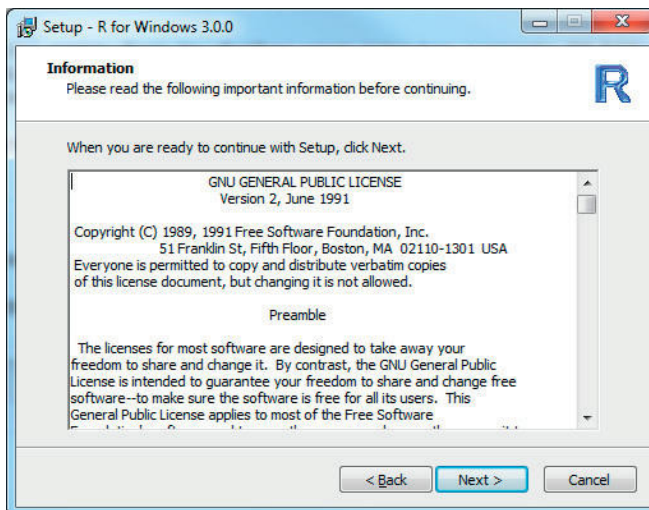 Setup - R for Windows 3.0.0
Information
Please read the following important information before continuing.
R
When you are ready to continue with Setup, click Next.
GNU GENERAL PUBLIC LICENSE
Version 2, June 1991
Copyright (C) 1989, 1991 Free Software Foundation, Inc.
51 Franklin St, Fifth Floor, Boston, MA 02110-1301 USA
Everyone is permitted to copy and distribute verbatim copies
of this license document, but changing it is not allowed.
Preamble
The licenses for most software are designed to take away your
freedom to share and change it. By contrast, the GNU General Public
License is intended to guarantee your freedom to share and change free
software--to make sure the software is free for all its users. This
General Public License applies to most of the Free Software
< Back
Next >
Cancel